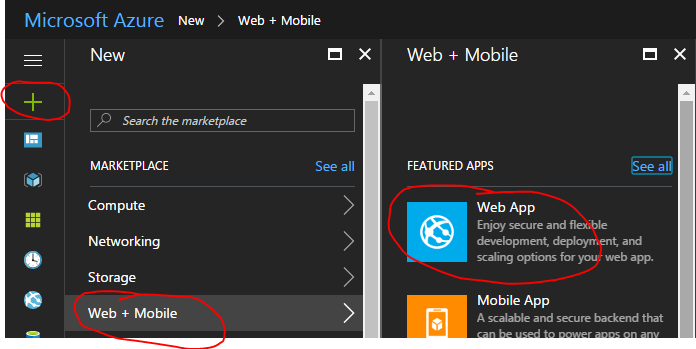 Microsoft Azure New > Web + Mobile
New
Search the marketplace
MARKETPLACE See all
Compute
Networking
Storage
Web + Mobile
Web + Mobile
FEATURED APPS See all
Web App
Enjoy secure and flexible
development, deployment, and
scaling options for your web app.
Mobile App
A scalable and secure backend that
can be used to power apps on any